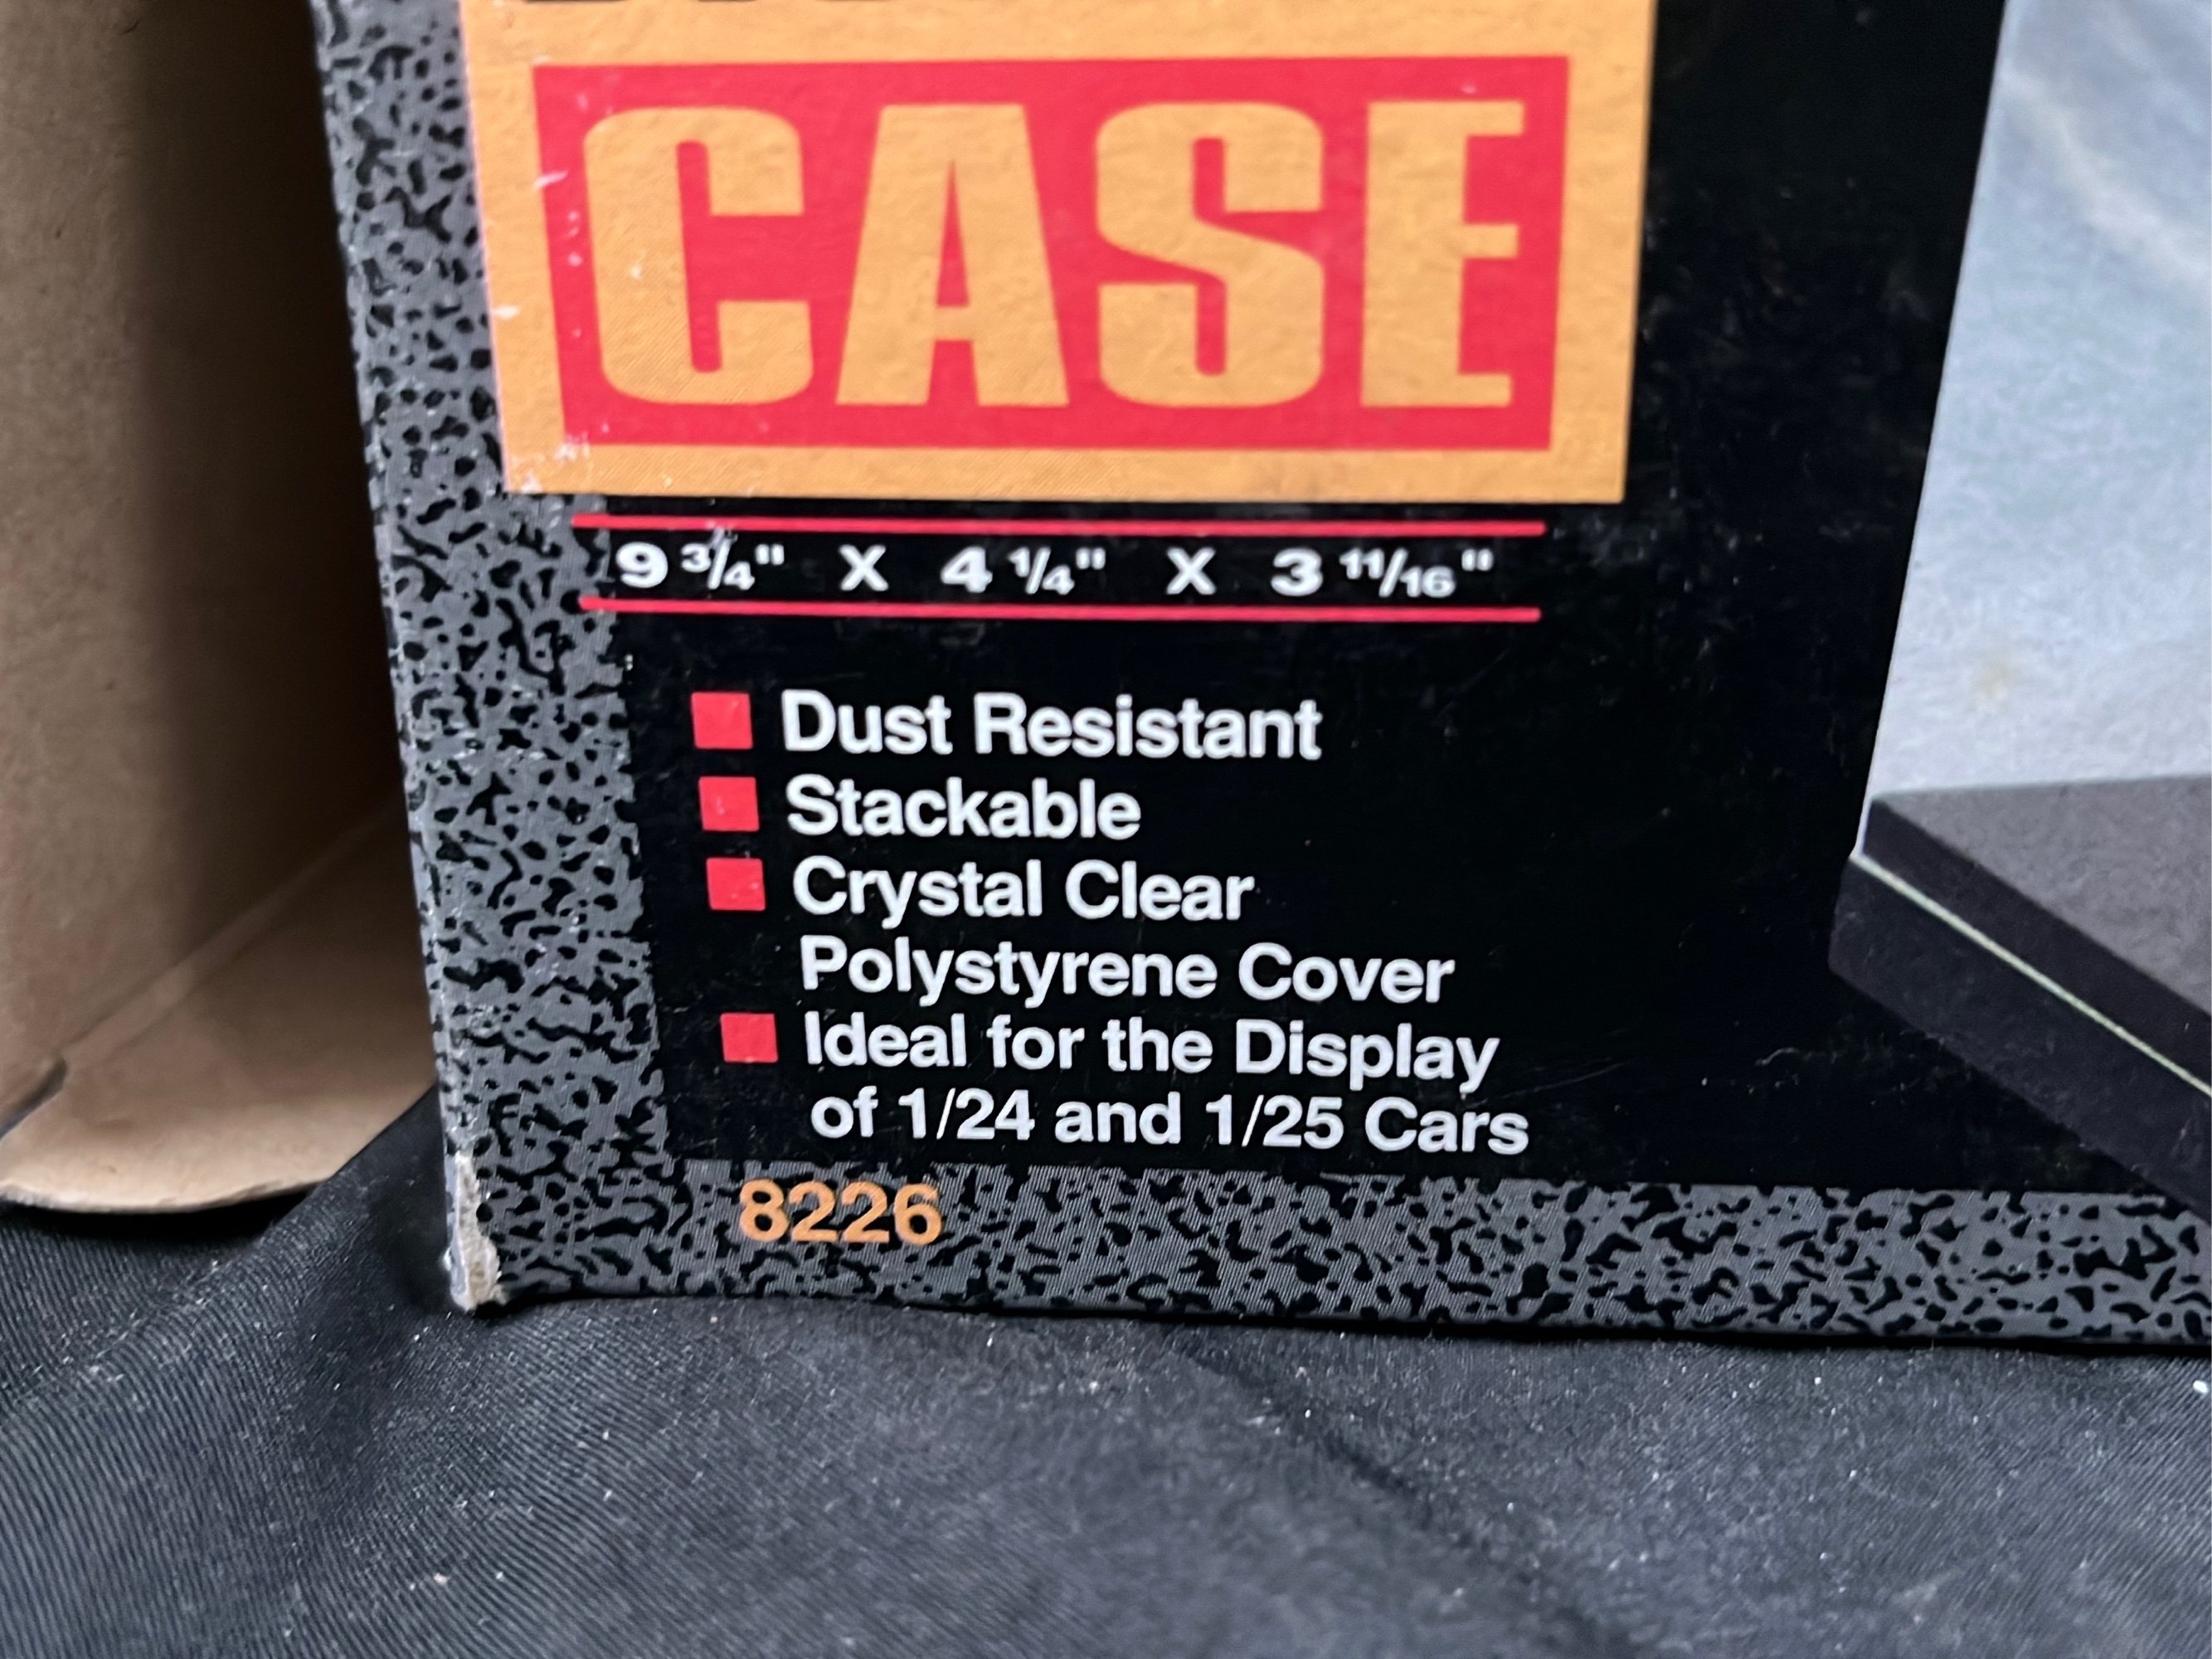 CASE
9 3/4" X 4 1/4" X 3 11/16"
Dust Resistant
Stackable
Crystal Clear
Polystyrene Cover
Ideal for the Display
of 1/24 and 1/25 Cars
8226